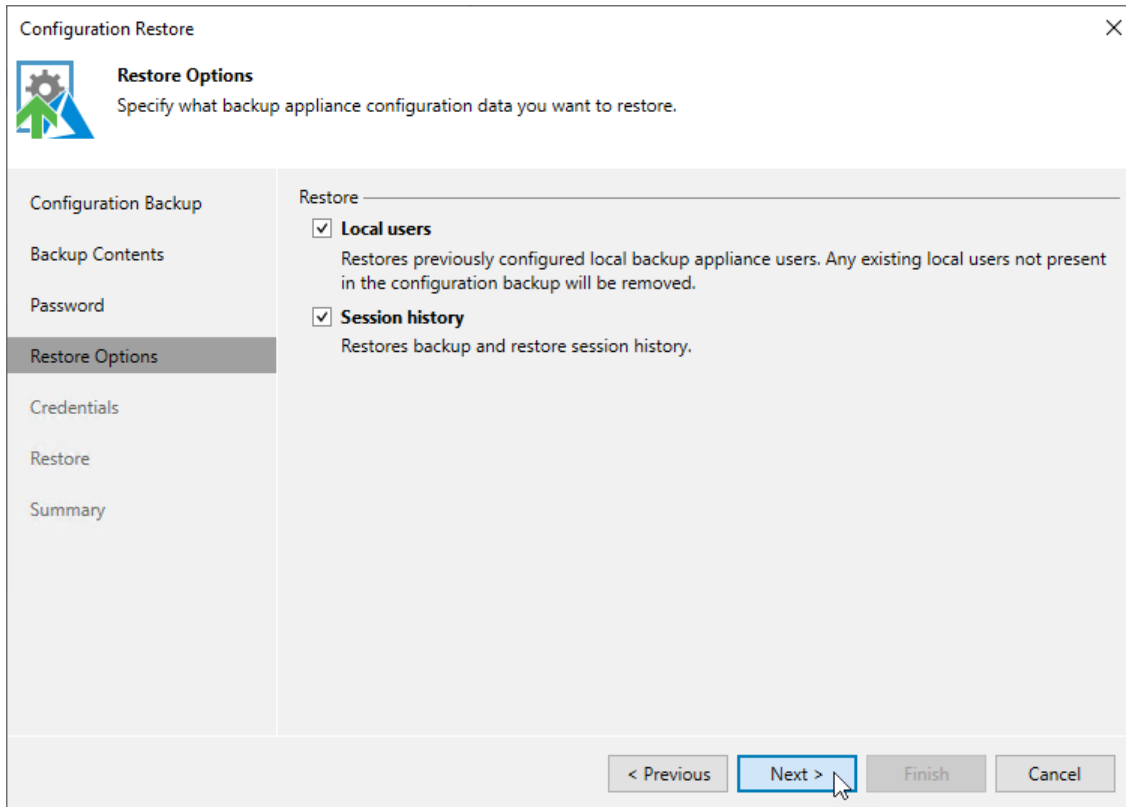 Configuration Restore
Restore Options
Specify what backup appliance configuration data you want to restore.
Configuration Backup
Backup Contents
Password
Restore Options
Credentials
Restore
Summary
Restore
Local users
Restores previously configured local backup appliance users. Any existing local users not present
in the configuration backup will be removed.
Session history
Restores backup and restore session history.
< Previous
Next >
Finish
Cancel